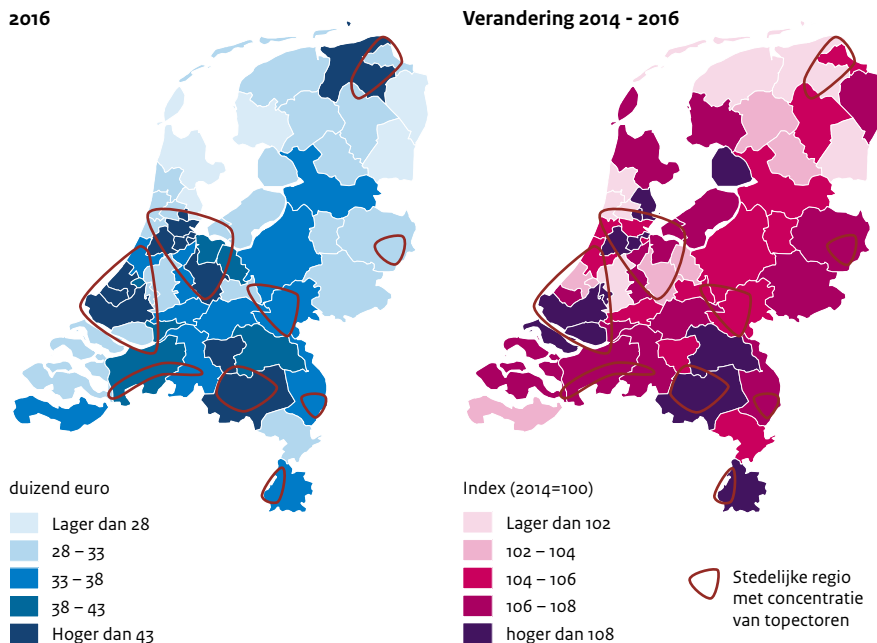 2016
duizend euro
Lager dan 28
28 – 33
33 – 38
38 – 43
Hoger dan 43
Verandering 2014 - 2016
Index (2014=100)
Lager dan 102
102 – 104
104 – 106
106 – 108
hoger dan 108
Stedelijke regio
met concentratie
van topectoren